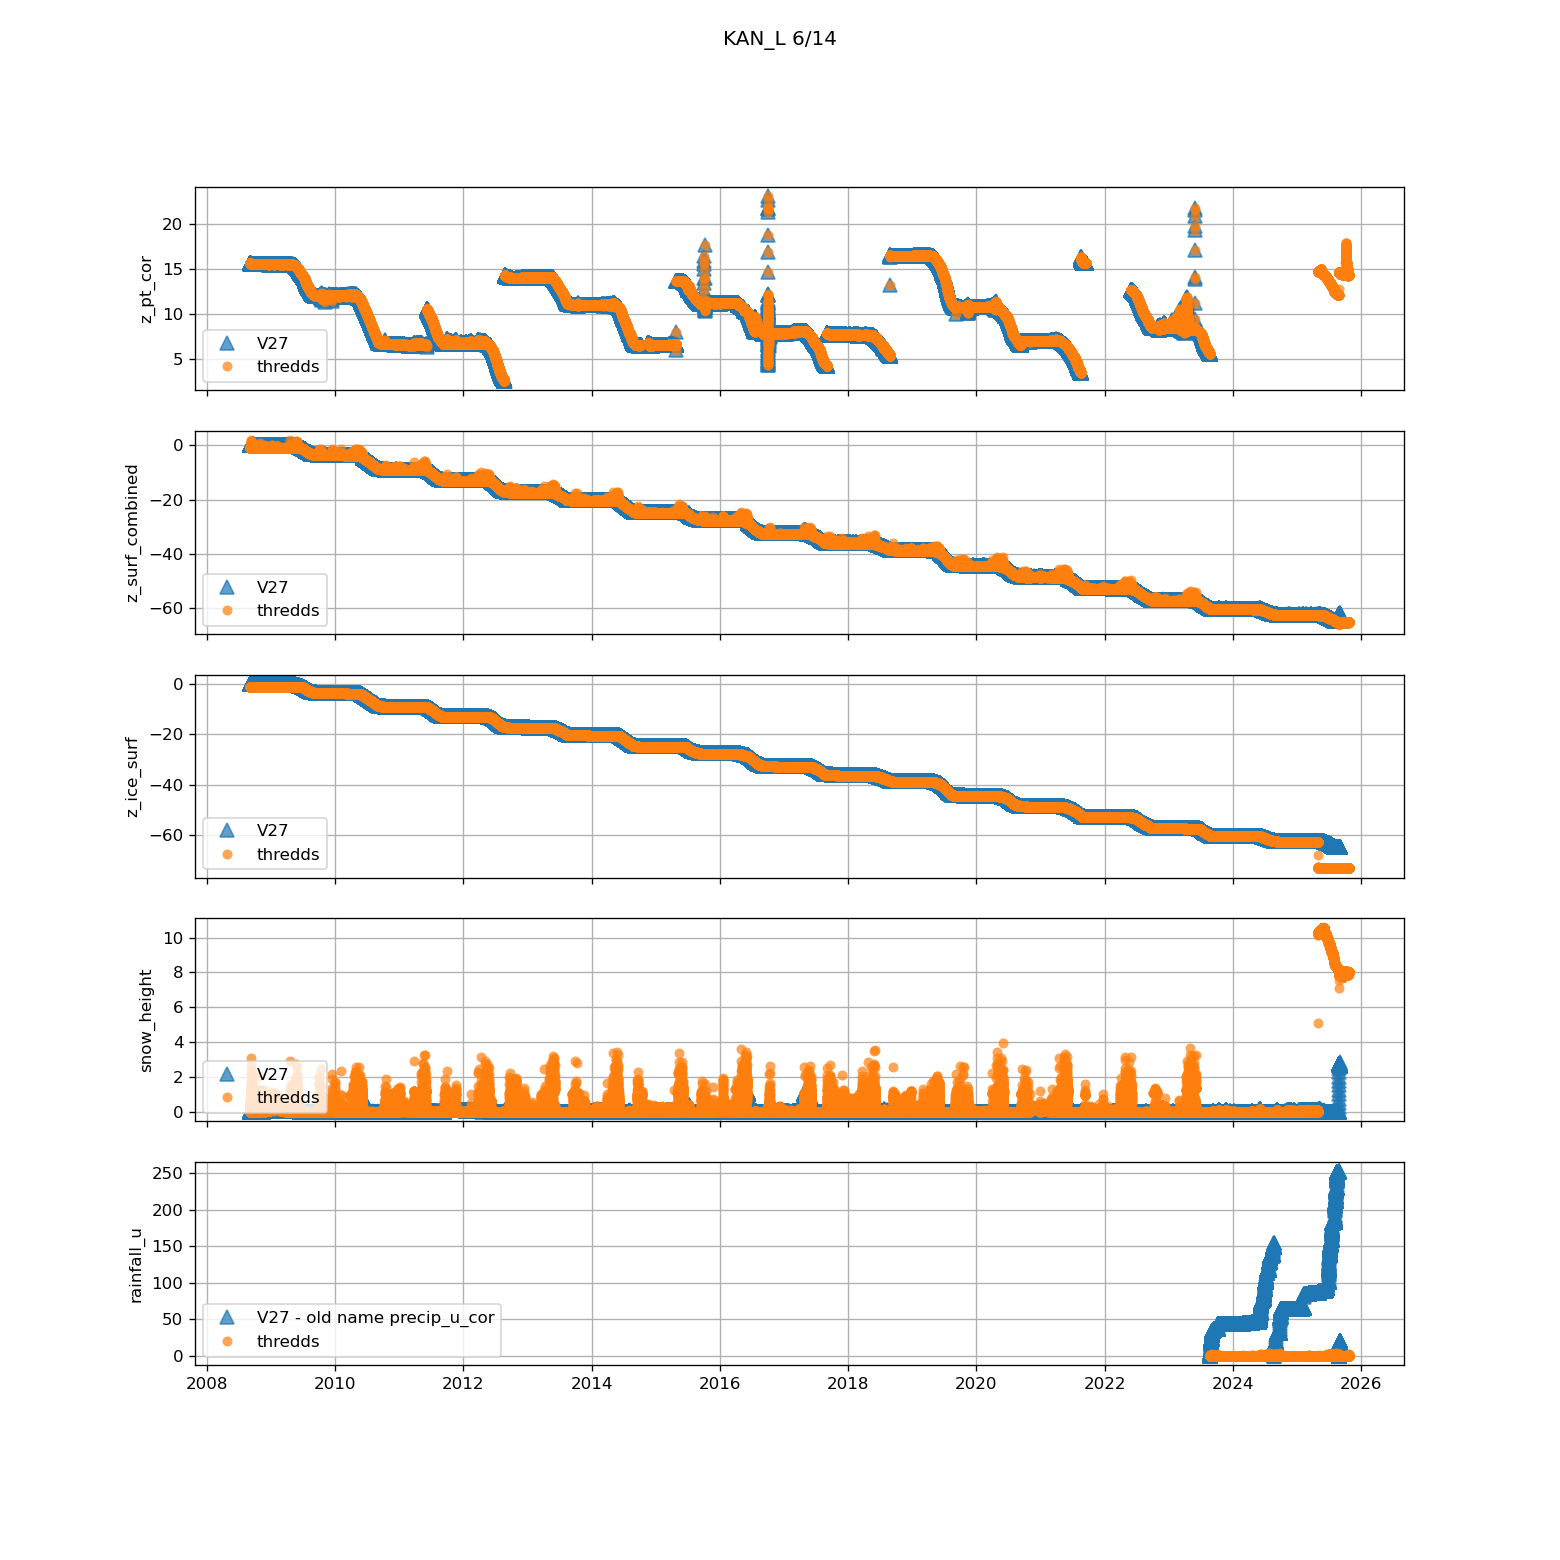 KAN_L 6/14
z_pt_cor
20
15
10
5
V27
thredds
z_surf_combined
0
−20
−40
−60
V27
thredds
z_ice_surf
0
−20
−40
−60
V27
thredds
snow_height
10
8
6
4
2
0
V27
thredds
rainfall_u
250
200
150
100
50
0
V27 - old name precip_u_cor
thredds
2008 2010 2012 2014 2016 2018 2020 2022 2024 2026